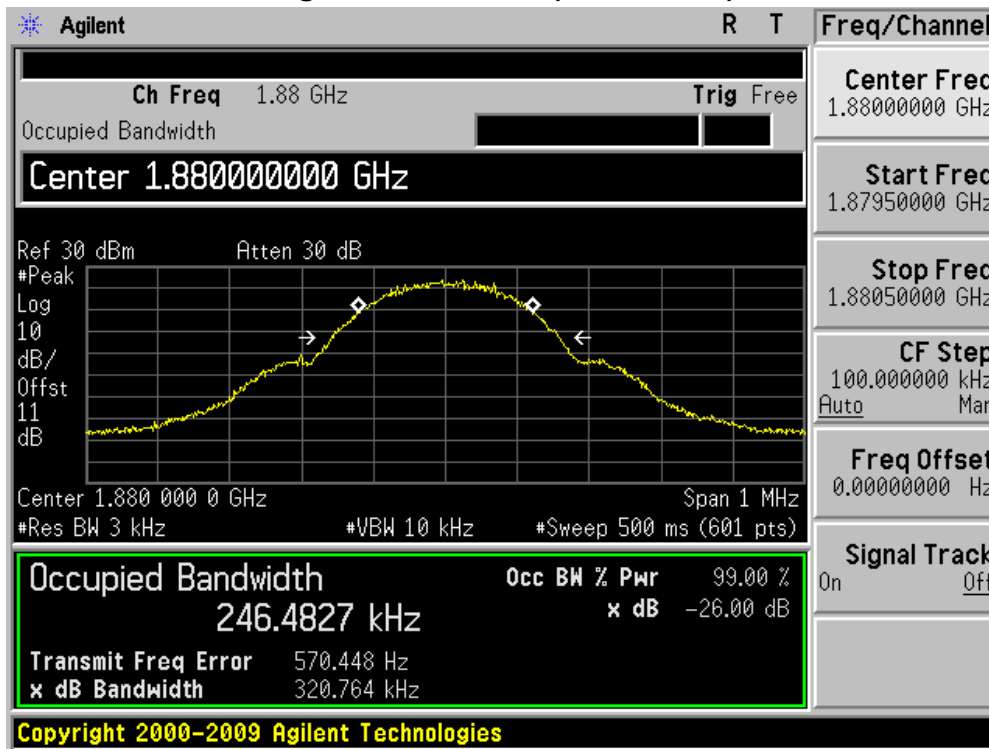 Agilent R T
Ch Freq 1.88 GHz Trig Free
Occupied Bandwidth
Center 1.880000000 GHz
Ref 30 dBm Atten 30 dB
#Peak
Log
10
dB/
Offst
11
dB
Center 1.880 000 0 GHz Span 1 MHz
#Res BW 3 kHz #VBW 10 kHz #Sweep 500 ms (601 pts)
Occupied Bandwidth Occ BW % Pwr 99.00 %
246.4827 kHz x dB -26.00 dB
Transmit Freq Error 570.448 Hz
x dB Bandwidth 320.764 kHz
Copyright 2000-2009 Agilent Technologies
Freq/Channel
Center Freq
1.88000000 GHz
Start Freq
1.87950000 GHz
Stop Freq
1.88050000 GHz
CF Step
100.000000 kHz
Auto Man
Freq Offset
0.00000000 Hz
Signal Track
On Off